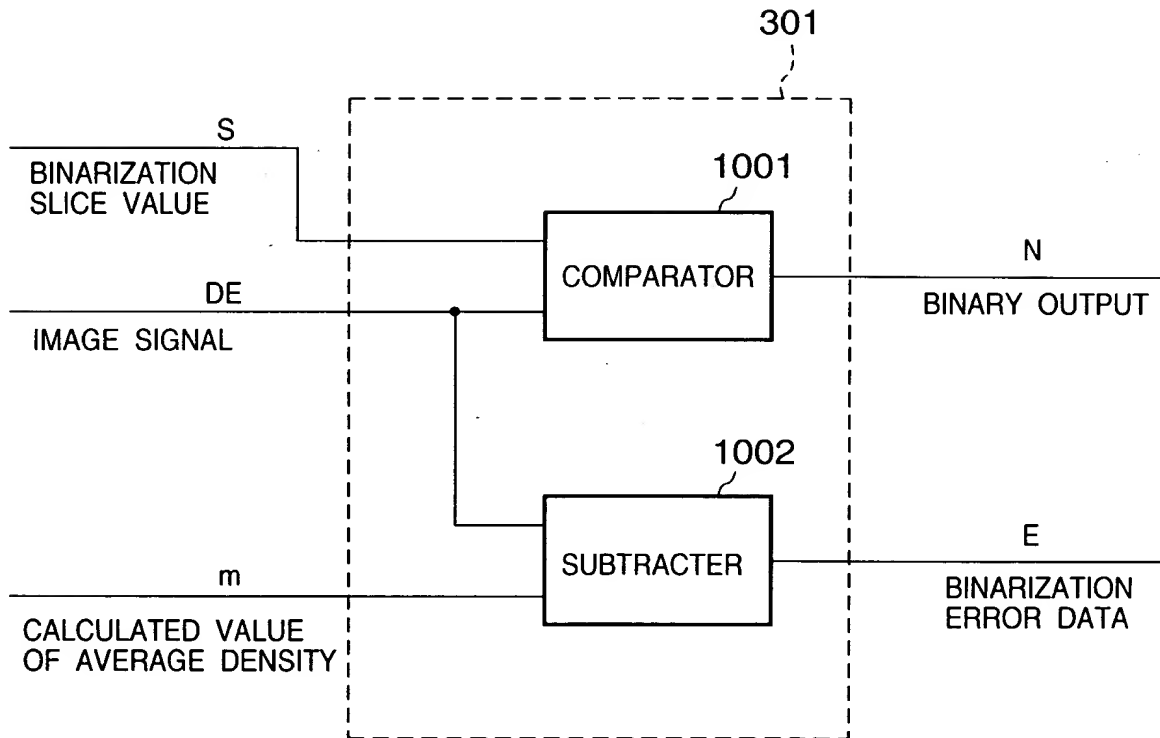 301
S
BINARIZATION
SLICE VALUE
1001
COMPARATOR
N
BINARY OUTPUT
DE
IMAGE SIGNAL
1002
SUBTRACTER
E
BINARIZATION
ERROR DATA
m
CALCULATED VALUE
OF AVERAGE DENSITY